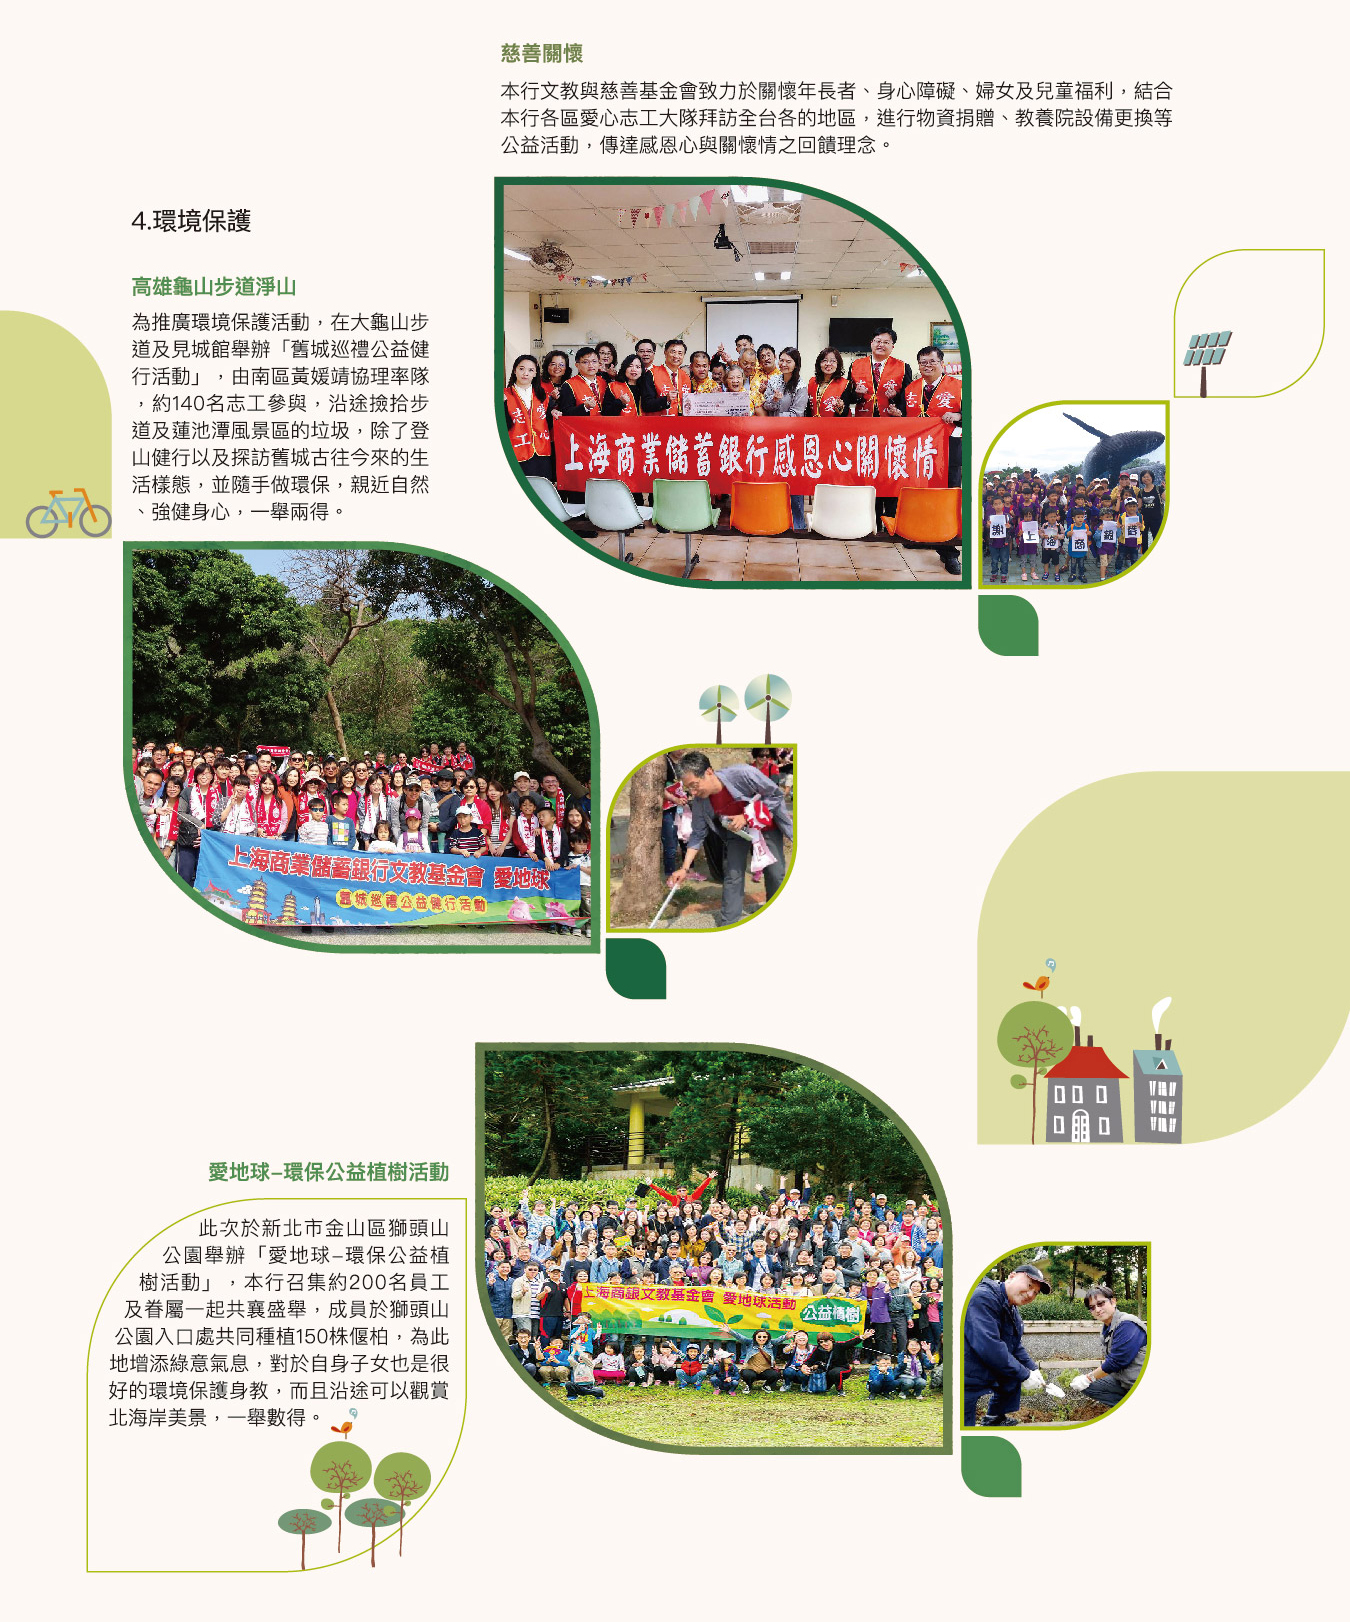 慈善關懷
本行文教與慈善基金會致力於關懷年長者、身心障礙、婦女及兒童福利，結合
本行各區愛心志工大隊拜訪全台各的地區，進行物資捐贈、教養院設備更換等
公益活動，傳達感恩心與關懷情之回饋理念。
上海商業儲蓄銀行感恩心關懷情
4.環境保護
高雄龜山步道淨山
為推廣環境保護活動，在大龜山步
道及見城館舉辦「舊城巡禮公益健
行活動」，由南區黃媛靖協理率隊
，約140名志工參與，沿途撿拾步
道及蓮池潭風景區的垃圾，除了登
山健行以及探訪舊城古往今來的生
活樣態，並隨手做環保，親近自然
、強健身心，一舉兩得。
上海商業儲蓄銀行文教基金會 愛地球
舊城巡禮公益健行活動
愛地球–環保公益植樹活動
此次於新北市金山區獅頭山
公園舉辦「愛地球–環保公益植
樹活動」，本行召集約200名員工
及眷屬一起共襄盛舉，成員於獅頭山
公園入口處共同種植150株偃柏，為此
地增添綠意氣息，對於自身子女也是很
好的環境保護身教，而且沿途可以觀賞
北海岸美景，一舉數得。
上海商銀文教基金會 愛地球活動 公益植樹